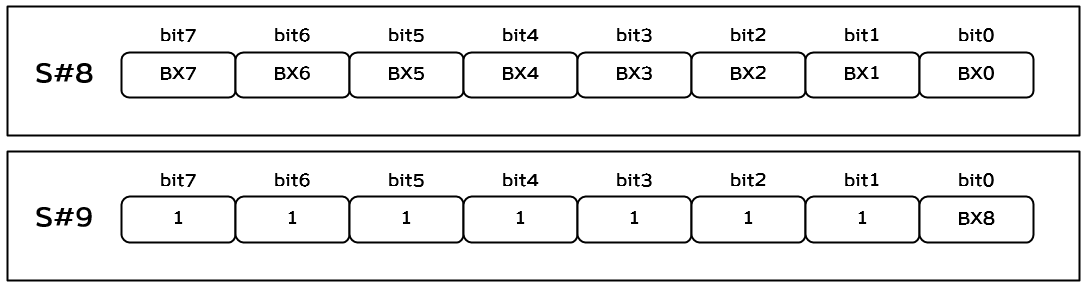 bit7 bit6 bit5 bit4 bit3 bit2 bit1 bit0
S#8 BX7 BX6 BX5 BX4 BX3 BX2 BX1 BX0
bit7 bit6 bit5 bit4 bit3 bit2 bit1 bit0
S#9 1 1 1 1 1 1 1 BX8